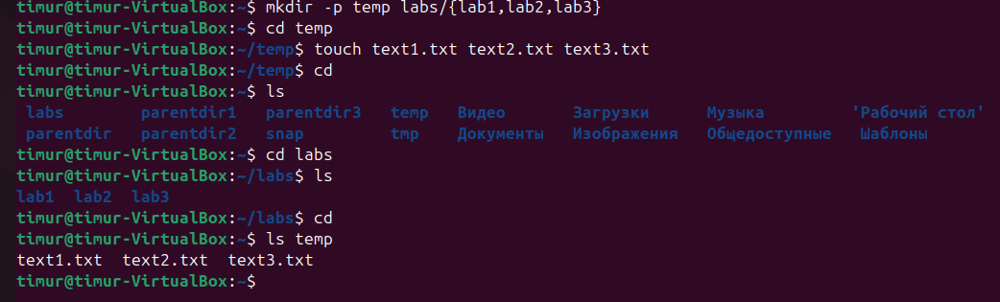 timur@timur-VirtualBox:~$ mkdir -p temp labs/{lab1,lab2,lab3}
timur@timur-VirtualBox:~$ cd temp
timur@timur-VirtualBox:~/temp$ touch text1.txt text2.txt text3.txt
timur@timur-VirtualBox:~/temp$ cd
timur@timur-VirtualBox:~$ ls
labs parentdir1 parentdir3 temp Видео Загрузки Музыка 'Рабочий стол'
parentdir parentdir2 snap tmp Документы Изображения Общедоступные Шаблоны
timur@timur-VirtualBox:~$ cd labs
timur@timur-VirtualBox:~/labs$ ls
lab1 lab2 lab3
timur@timur-VirtualBox:~/labs$ cd
timur@timur-VirtualBox:~$ ls temp
text1.txt text2.txt text3.txt
timur@timur-VirtualBox:~$